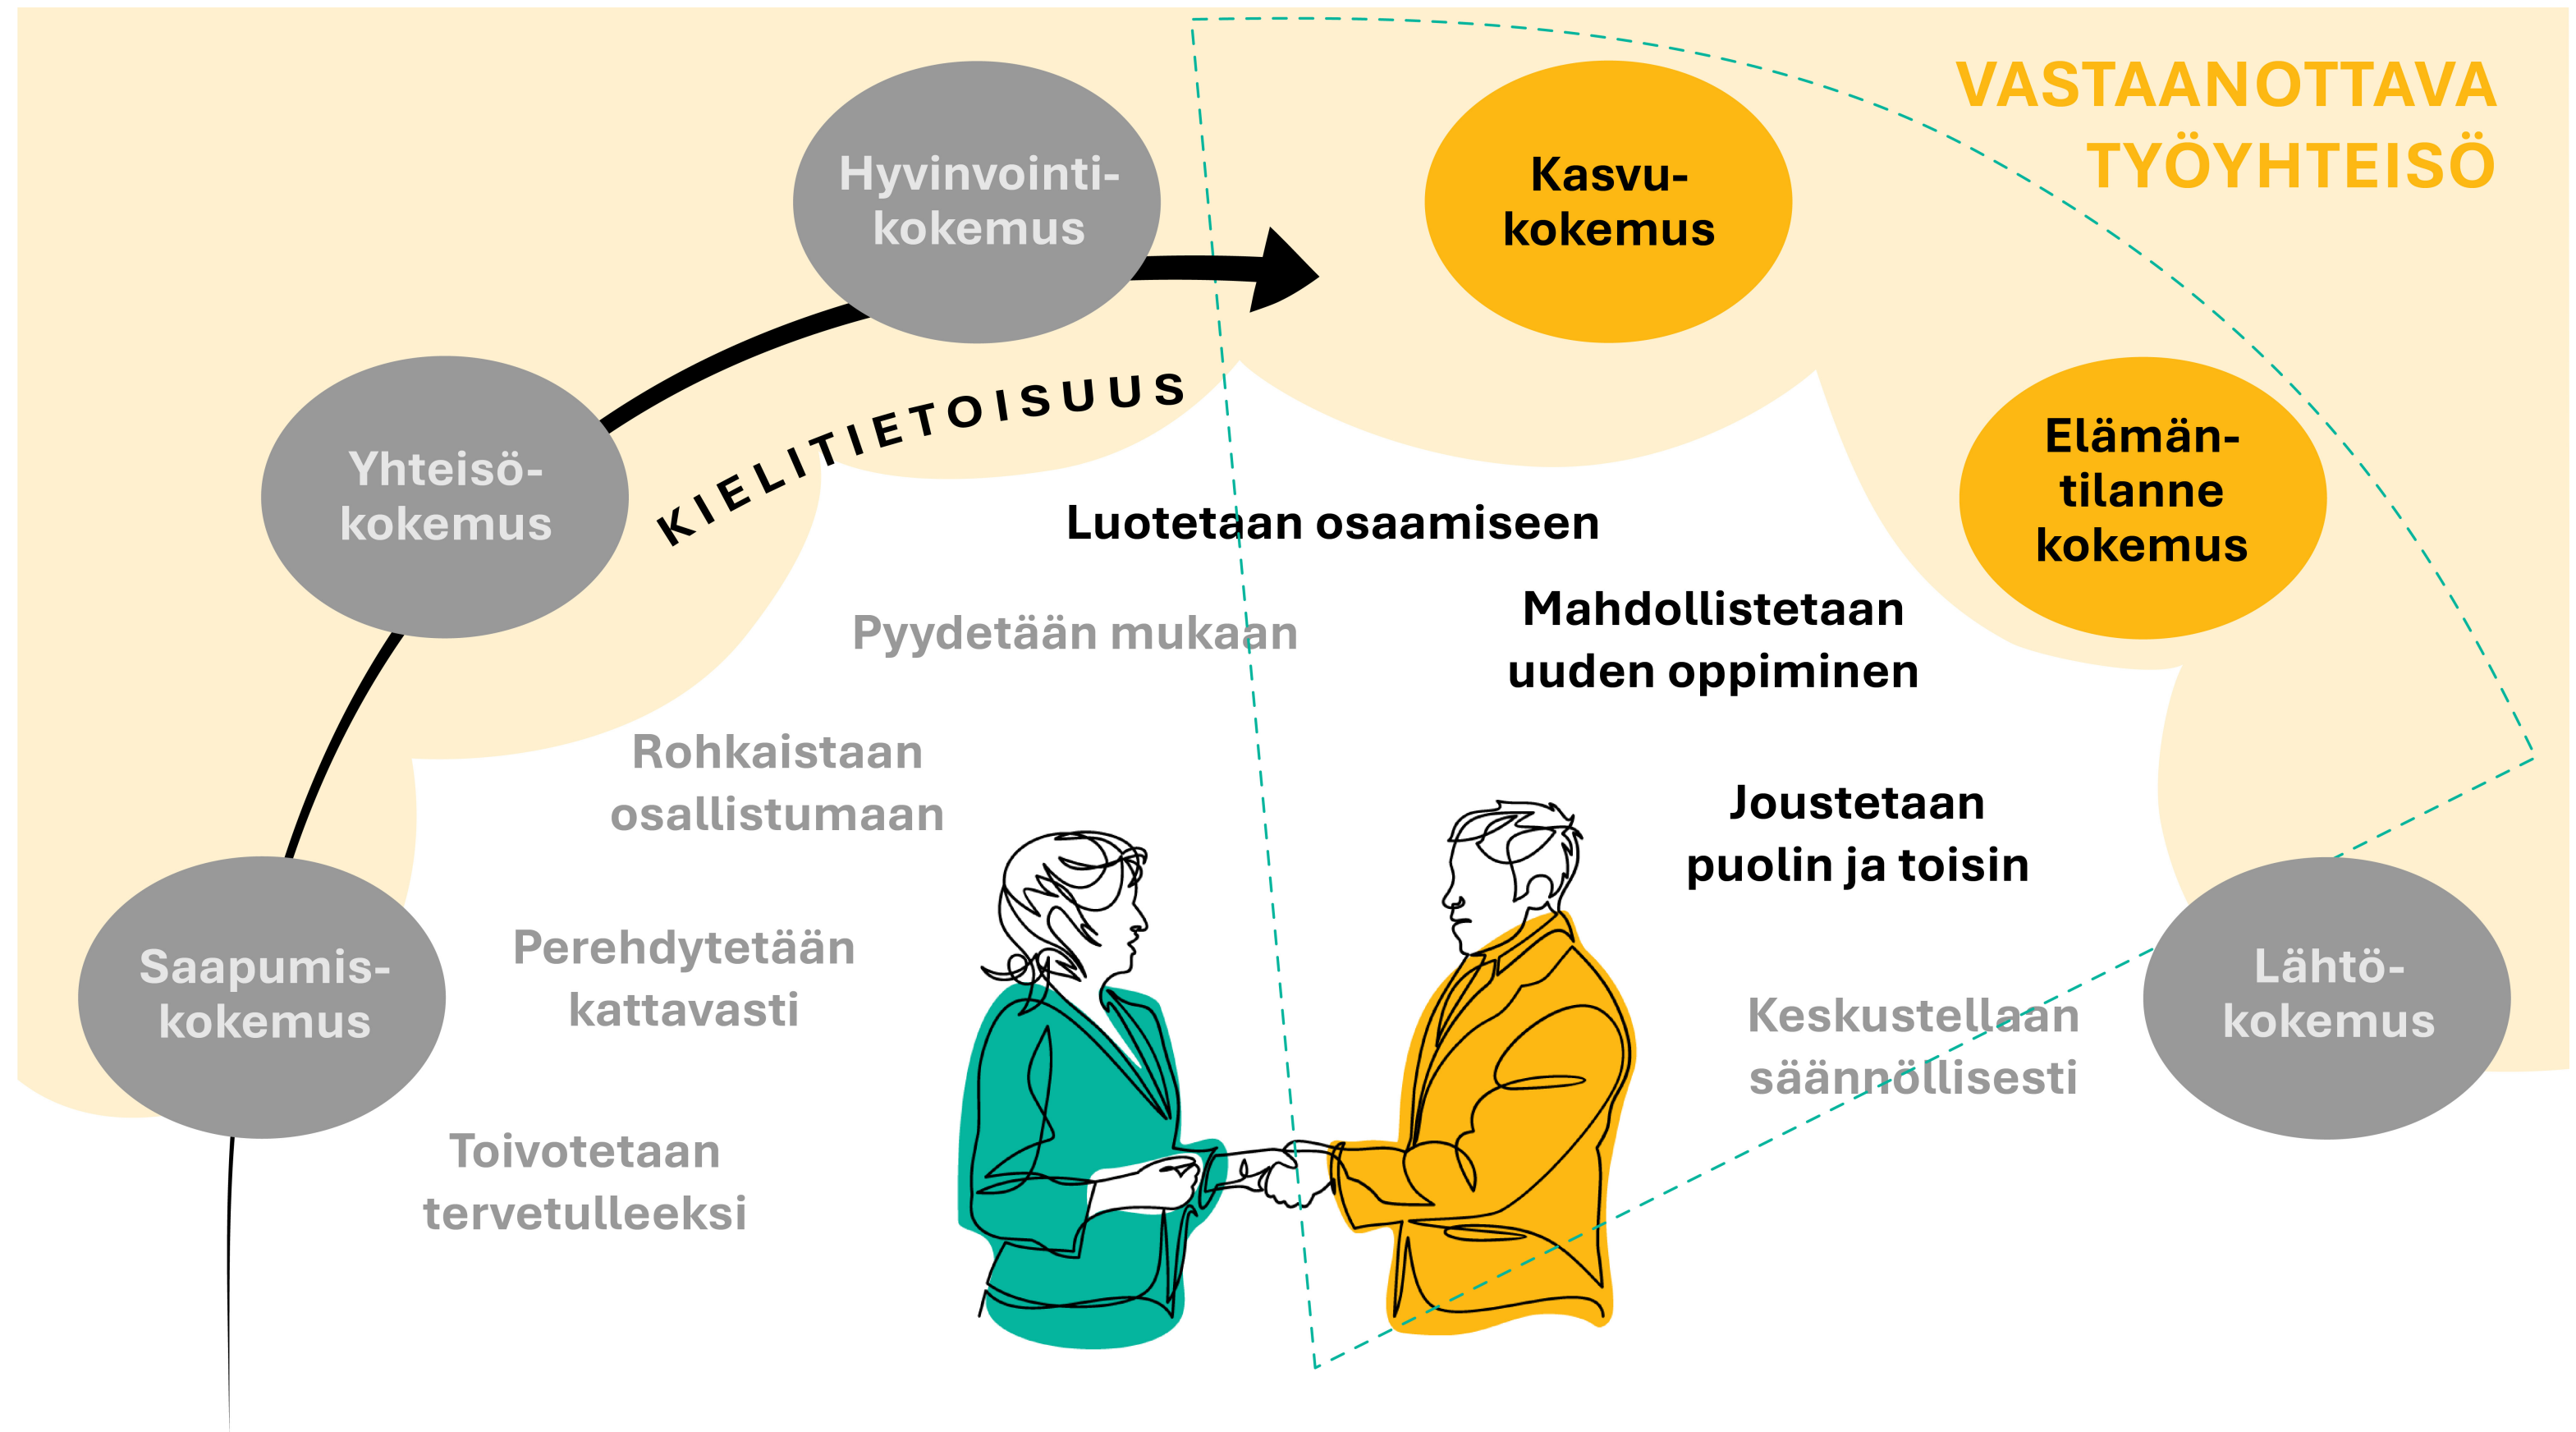 VASTAANOTTAVA
TYÖYHTEISÖ
Hyvinvointi-
kokemus
Kasvu-
kokemus
Yhteisö-
kokemus
Elämän-
tilanne
kokemus
KIELITIETOISUUS
Luotetaan osaamiseen
Pyydetään mukaan
Mahdollistetaan
uuden oppiminen
Rohkaistaan
osallistumaan
Joustetaan
puolin ja toisin
Saapumis-
kokemus
Perehdytetään
kattavasti
Keskustellaan
säännöllisesti
Lähtö-
kokemus
Toivotetaan
tervetulleeksi